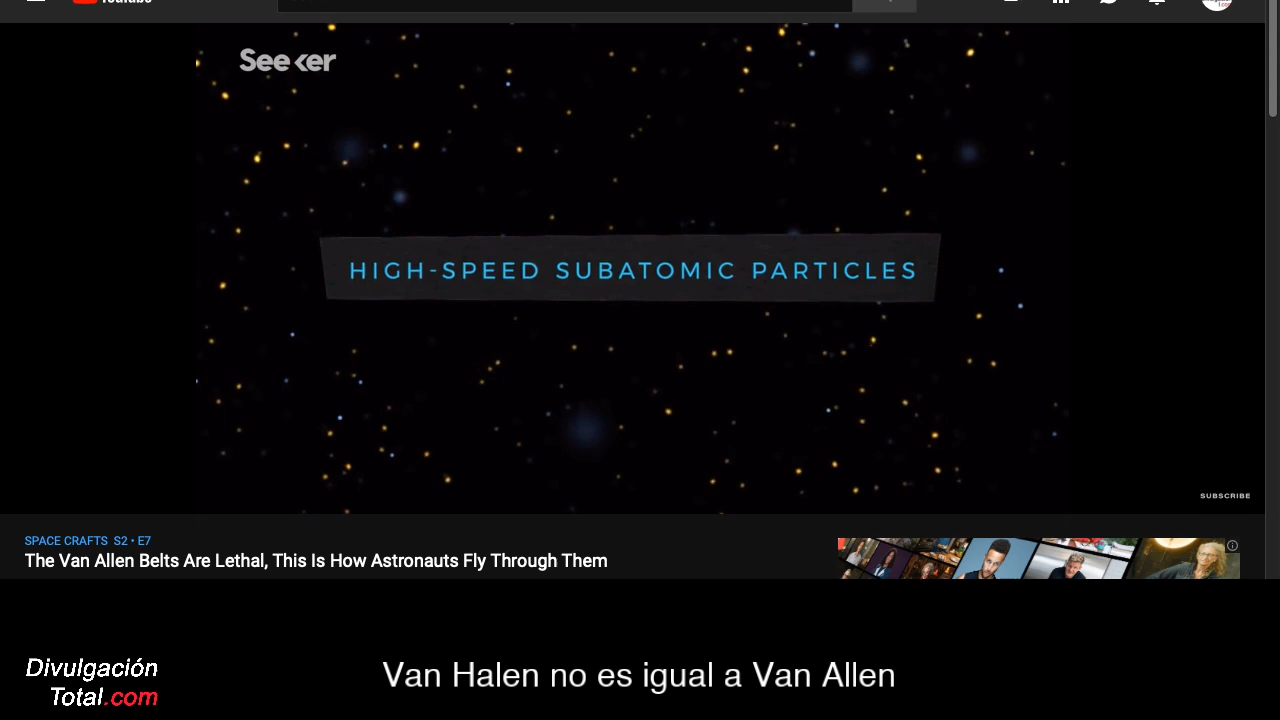 Seeker
HIGH-SPEED SUBATOMIC PARTICLES
SUBSCRIBE
SPACE CRAFTS S2 • E7
The Van Allen Belts Are Lethal, This Is How Astronauts Fly Through Them
Divulgación
Total.com
Van Halen no es igual a Van Allen